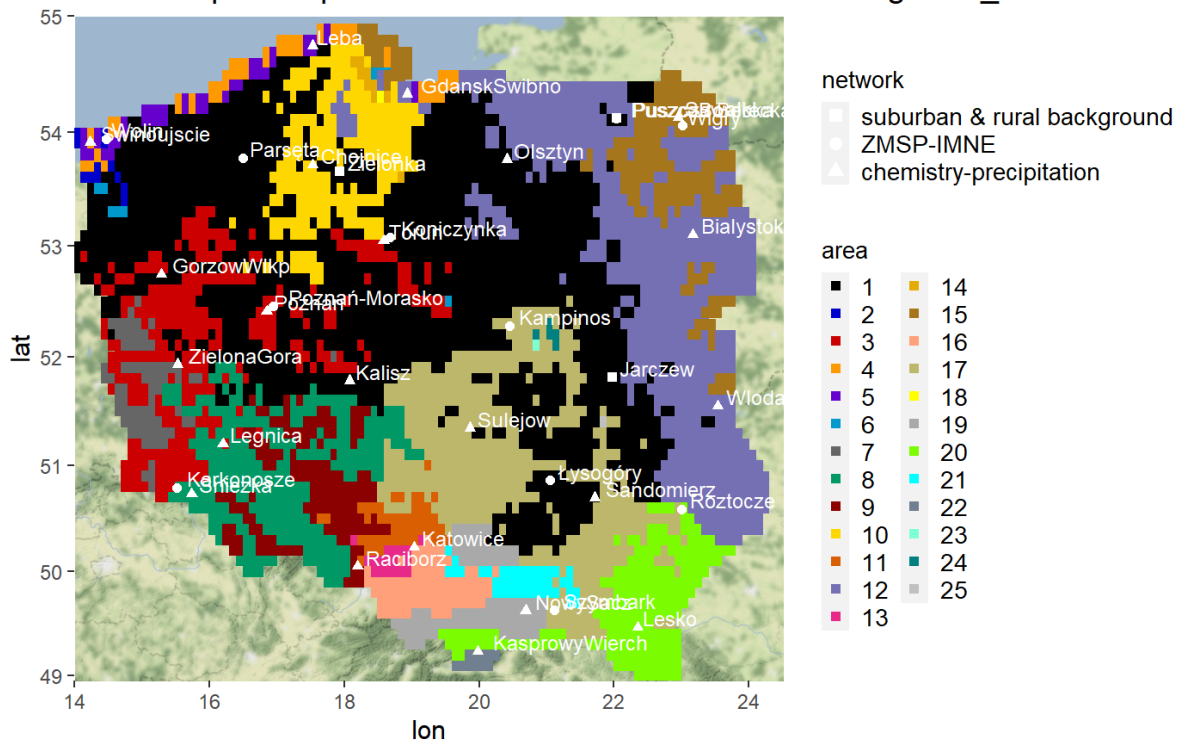 55
54
53
52
51
50
49
lat
14
16
18
20
22
24
lon
Leba
GdanskSwibno
Wolin
Swinoujscie
Parseta
Chojnice
Zielonka
Olsztyn
Wigry
Bialystok
Koniczynka
Torun
GorzowWlkp
Poznań-Morasko
Poznan
Kampinos
ZielonaGora
Kalisz
Jarczew
Wloda
Sulejow
Legnica
Łysogóry
Karkonosze
Sniezka
Sandomierz
Roztocze
Katowice
Raciborz
NowySacz
Szymbark
Lesko
KasprowyWierch
network
suburban & rural background
ZMSP-IMNE
chemistry-precipitation
area
1
2
3
4
5
6
7
8
9
10
11
12
13
14
15
16
17
18
19
20
21
22
23
24
25